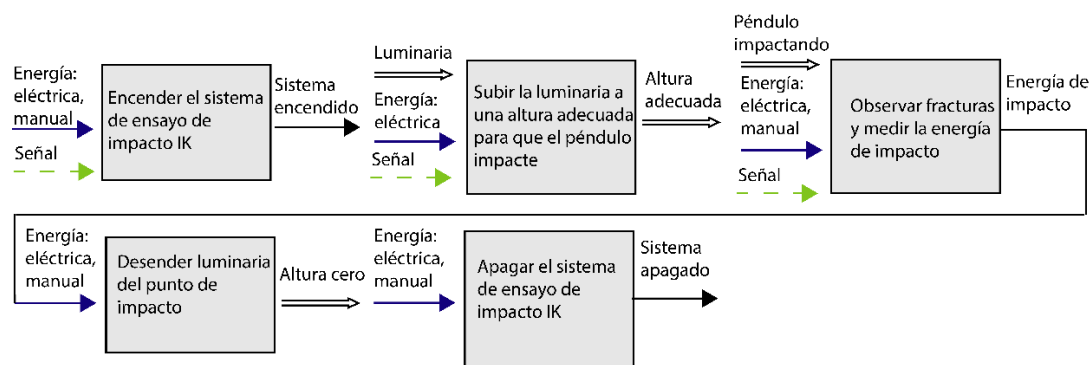 Energía:
eléctrica,
manual
Señal
Encender el sistema
de ensayo de
impacto IK
Sistema
encendido
Luminaria
Energía:
eléctrica
Señal
Subir la luminaria a
una altura adecuada
para que el péndulo
impacte
Altura
adecuada
Péndulo
impactando
Energía:
eléctrica,
manual
Señal
Observar fracturas
y medir la energía
de impacto
Energía de
impacto
Energía:
eléctrica,
manual
Desender luminaria
del punto de
impacto
Altura cero
Energía:
eléctrica,
manual
Apagar el sistema
de ensayo de
impacto IK
Sistema
apagado